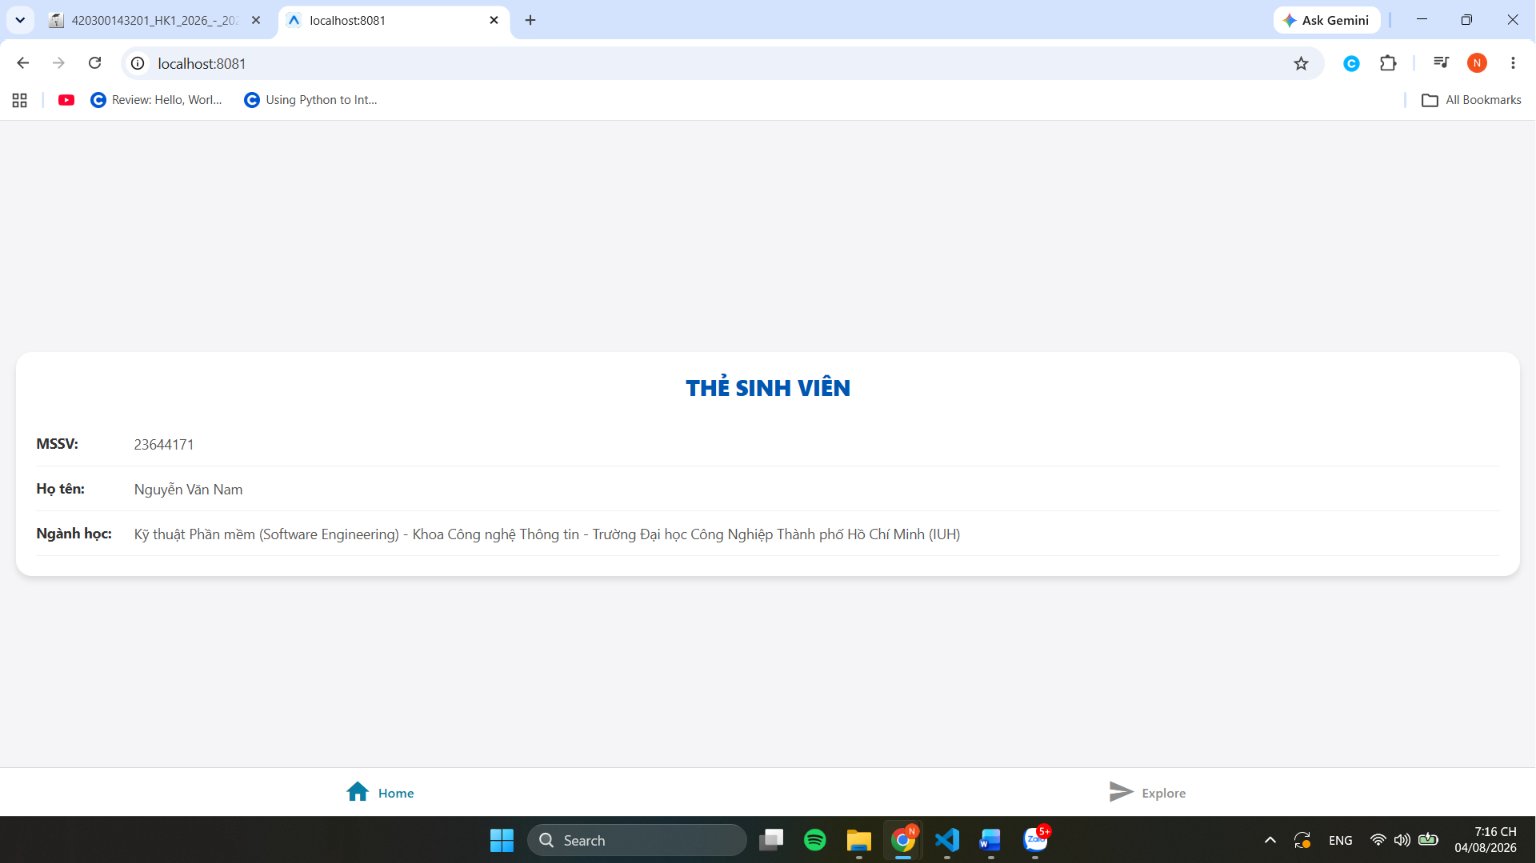 420300143201_HK1_2026_-_202
localhost:8081
Ask Gemini
localhost:8081
N
Review: Hello, Worl...
Using Python to Int...
All Bookmarks
THẺ SINH VIÊN
MSSV: 23644171
Họ tên: Nguyễn Văn Nam
Ngành học: Kỹ thuật Phần mềm (Software Engineering) - Khoa Công nghệ Thông tin - Trường Đại học Công Nghiệp Thành phố Hồ Chí Minh (IUH)
Home
Explore
Search
N
W
Zalo
5+
ENG
7:16 CH
04/08/2026